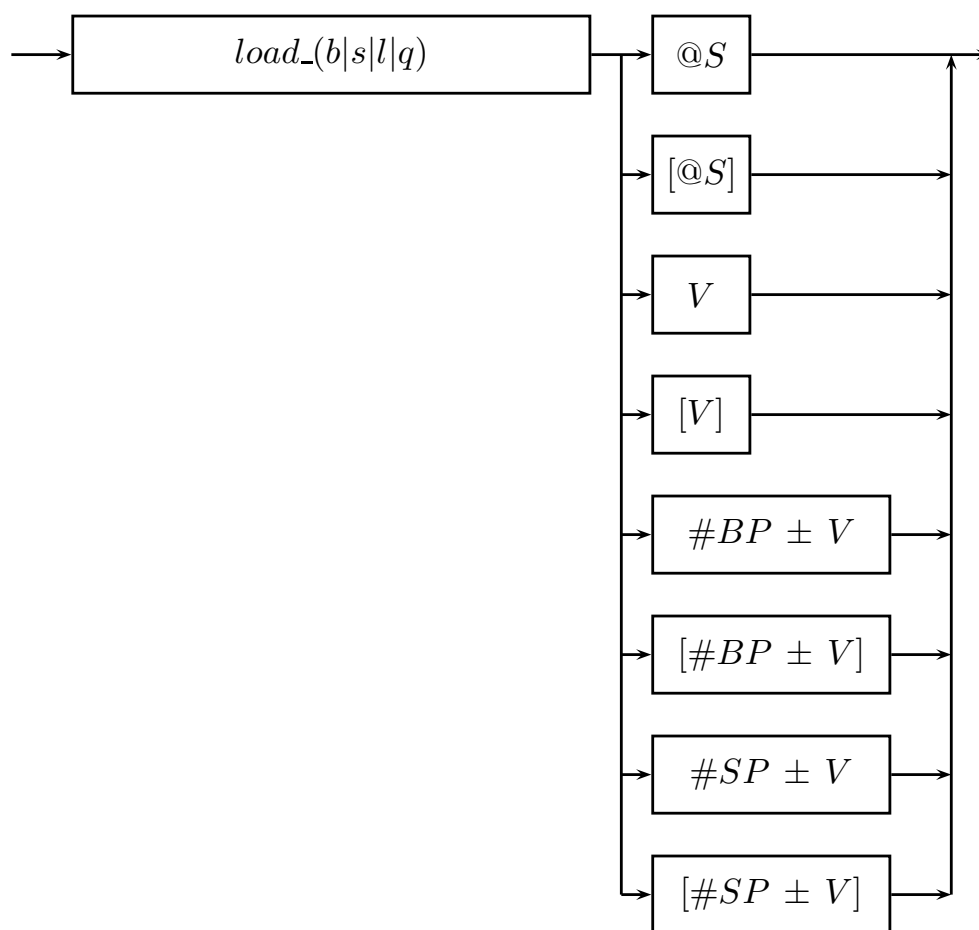 load_(b|s|l|q)
@S
[@S]
V
[V]
#BP ± V
[#BP ± V]
#SP ± V
[#SP ± V]